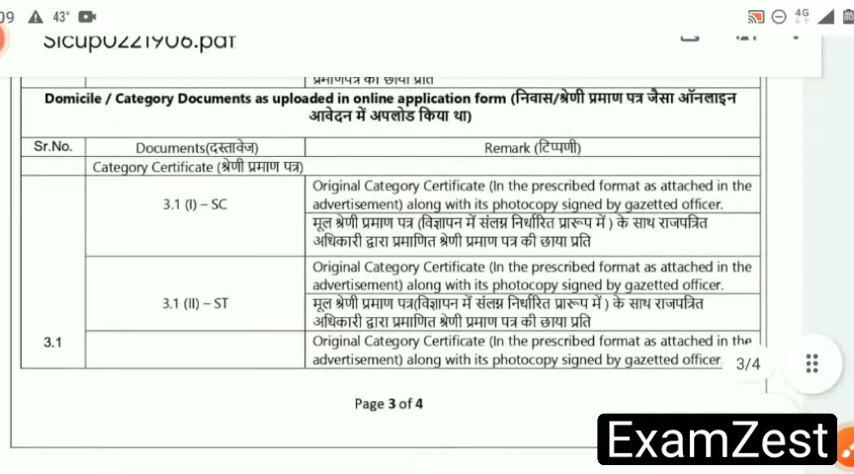 09 43° 4G
Sicup0221906.pdf
प्रमाणपत्र की छाया प्रति
Domicile / Category Documents as uploaded in online application form (निवास/श्रेणी प्रमाण पत्र जैसा ऑनलाइन
आवेदन में अपलोड किया था)
Sr.No. Documents(दस्तावेज) Remark (टिप्पणी)
Category Certificate (श्रेणी प्रमाण पत्र)
3.1 (I) – SC
Original Category Certificate (In the prescribed format as attached in the
advertisement) along with its photocopy signed by gazetted officer.
मूल श्रेणी प्रमाण पत्र (विज्ञापन में संलग्न निर्धारित प्रारूप में ) के साथ राजपत्रित
अधिकारी द्वारा प्रमाणित श्रेणी प्रमाण पत्र की छाया प्रति
3.1 (II) – ST
Original Category Certificate (In the prescribed format as attached in the
advertisement) along with its photocopy signed by gazetted officer.
मूल श्रेणी प्रमाण पत्र(विज्ञापन में संलग्न निर्धारित प्रारूप में ) के साथ राजपत्रित
अधिकारी द्वारा प्रमाणित श्रेणी प्रमाण पत्र की छाया प्रति
3.1
Original Category Certificate (In the prescribed format as attached in the
advertisement) along with its photocopy signed by gazetted officer
3/4
Page 3 of 4
ExamZest